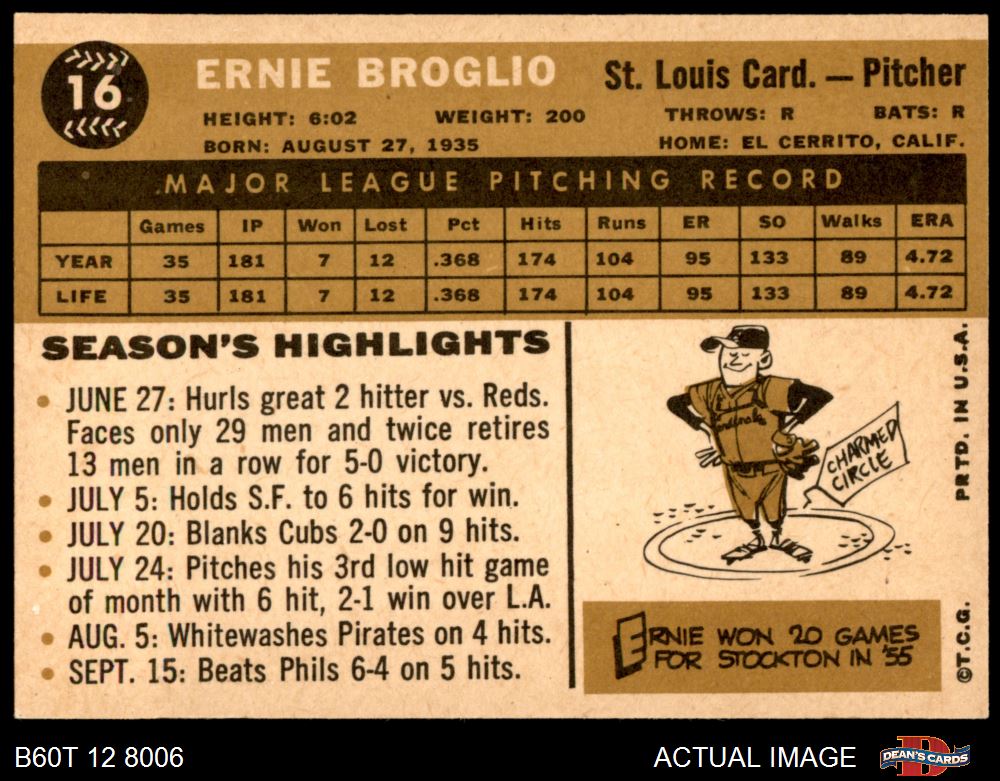 16
ERNIE BROGLIO
St. Louis Card. — Pitcher
HEIGHT: 6:02 WEIGHT: 200 THROWS: R BATS: R
BORN: AUGUST 27, 1935 HOME: EL CERRITO, CALIF.
MAJOR LEAGUE PITCHING RECORD
Games IP Won Lost Pct Hits Runs ER SO Walks ERA
YEAR 35 181 7 12 .368 174 104 95 133 89 4.72
LIFE 35 181 7 12 .368 174 104 95 133 89 4.72
SEASON'S HIGHLIGHTS
• JUNE 27: Hurls great 2 hitter vs. Reds.
Faces only 29 men and twice retires
13 men in a row for 5-0 victory.
• JULY 5: Holds S.F. to 6 hits for win.
• JULY 20: Blanks Cubs 2-0 on 9 hits.
• JULY 24: Pitches his 3rd low hit game
of month with 6 hit, 2-1 win over L.A.
• AUG. 5: Whitewashes Pirates on 4 hits.
• SEPT. 15: Beats Phils 6-4 on 5 hits.
Cardinals
CHARMED
CIRCLE
ERNIE WON 20 GAMES
FOR STOCKTON IN '55
PRTD. IN U.S.A.
©T.C.G.
B60T 12 8006
ACTUAL IMAGE
D
DEAN'S CARDS